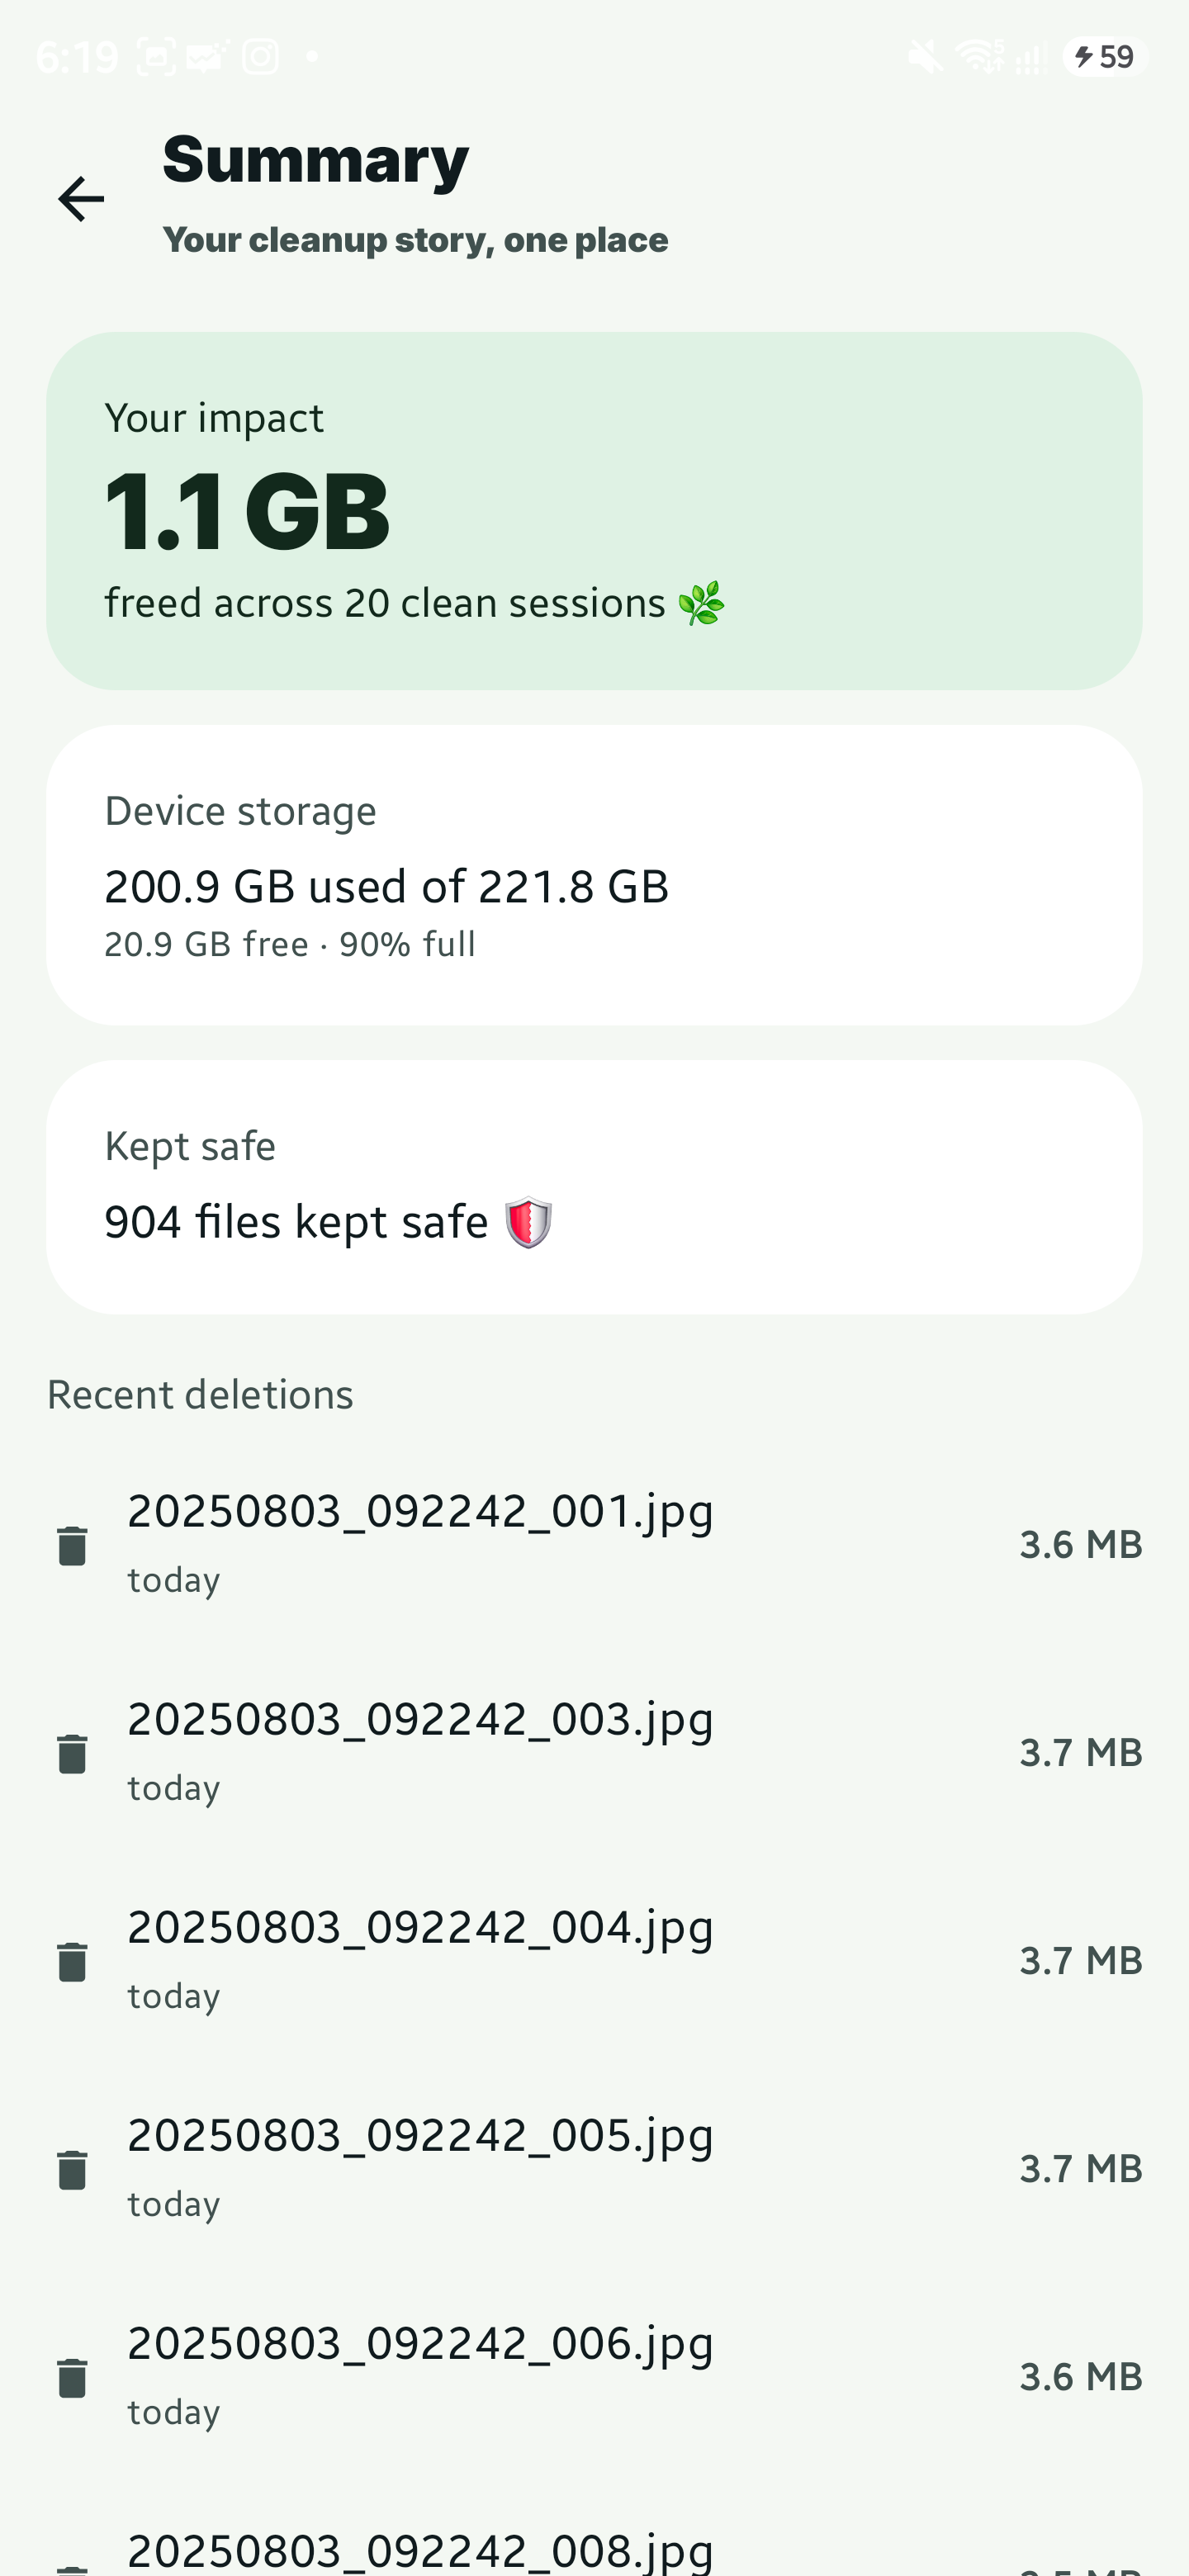 6:19
59
Summary
Your cleanup story, one place
Your impact
1.1 GB
freed across 20 clean sessions 🌿
Device storage
200.9 GB used of 221.8 GB
20.9 GB free · 90% full
Kept safe
904 files kept safe 🛡️
Recent deletions
20250803_092242_001.jpg
today
3.6 MB
20250803_092242_003.jpg
today
3.7 MB
20250803_092242_004.jpg
today
3.7 MB
20250803_092242_005.jpg
today
3.7 MB
20250803_092242_006.jpg
today
3.6 MB
20250803_092242_008.jpg